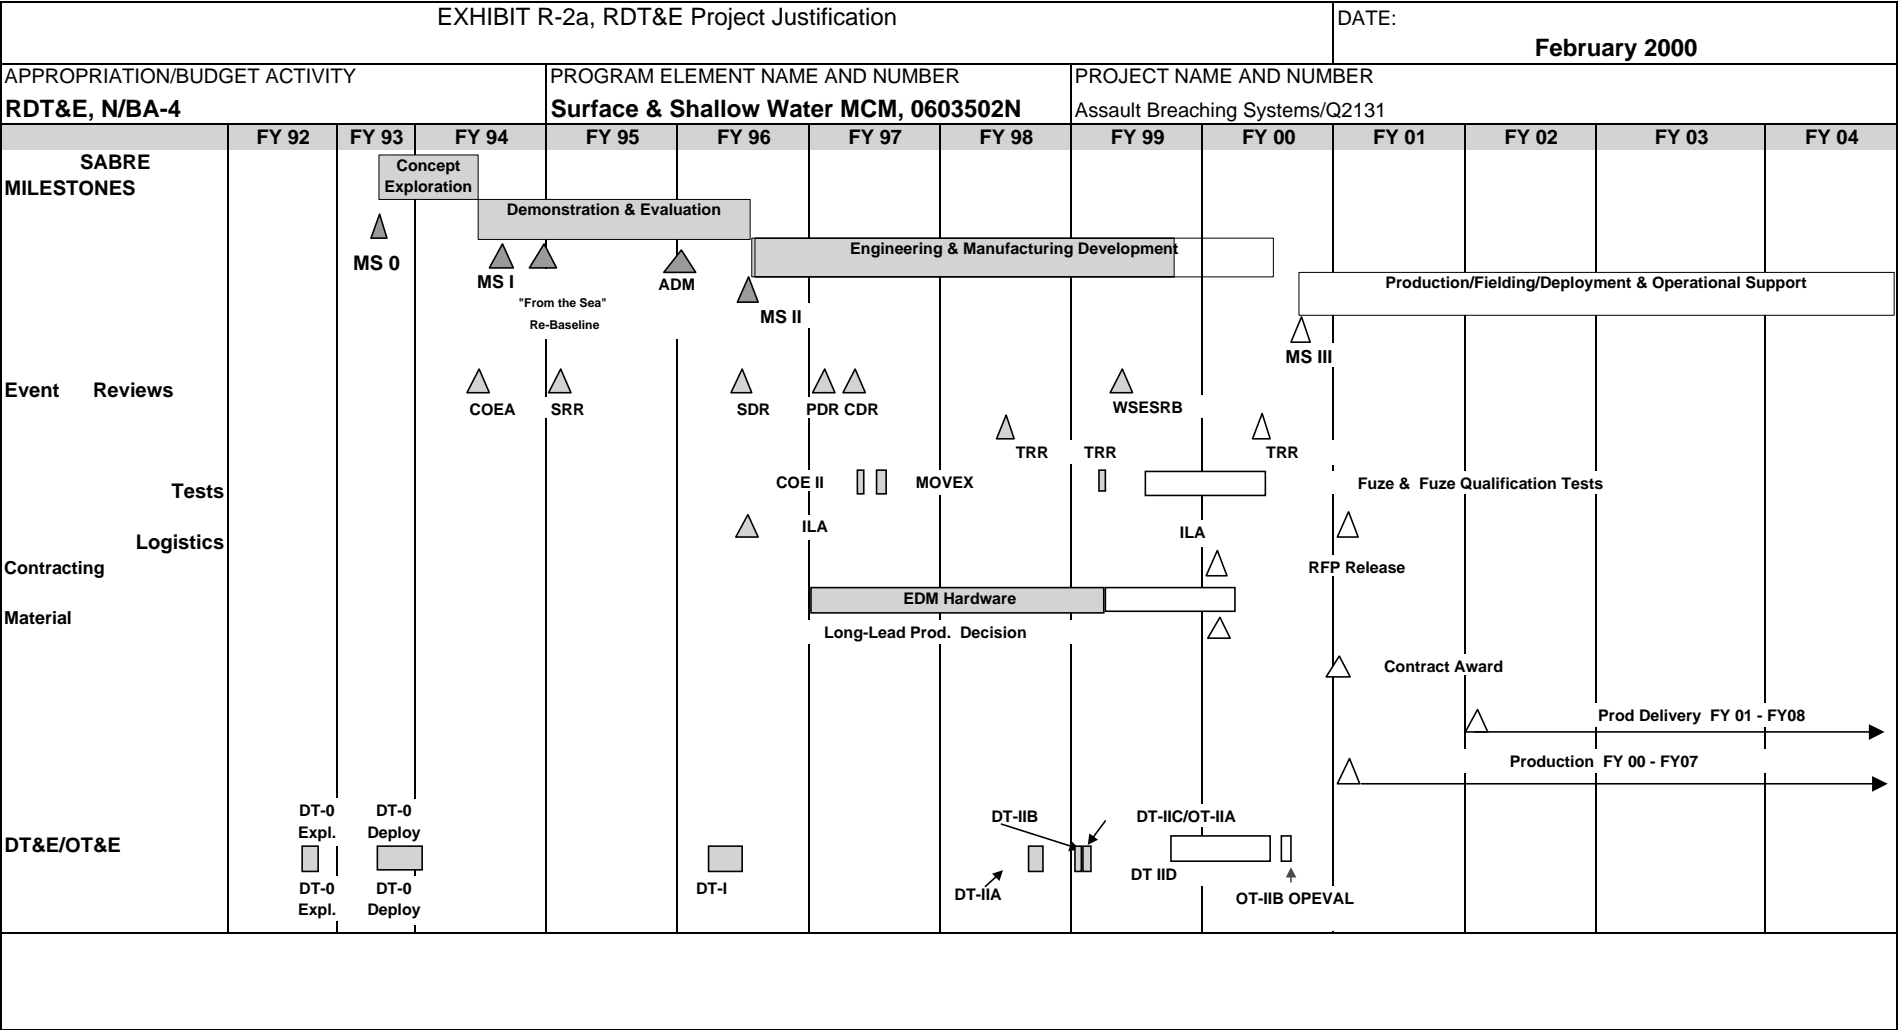 EXHIBIT R-2a, RDT&E Project Justification
DATE:
February 2000
APPROPRIATION/BUDGET ACTIVITY
PROGRAM ELEMENT NAME AND NUMBER
PROJECT NAME AND NUMBER
RDT&E, N/BA-4
Surface & Shallow Water MCM, 0603502N
Assault Breaching Systems/Q2131
FY 92 FY 93 FY 94 FY 95 FY 96 FY 97 FY 98 FY 99 FY 00 FY 01 FY 02 FY 03 FY 04
SABRE
MILESTONES
Concept
Exploration
Demonstration & Evaluation
Engineering & Manufacturing Development
MS 0
MS I
ADM
Production/Fielding/Deployment & Operational Support
"From the Sea"
Re-Baseline
MS II
MS III
Event Reviews
COEA SRR SDR PDR CDR WSESRB
TRR TRR TRR
Tests
COE II MOVEX Fuze & Fuze Qualification Tests
Logistics
ILA ILA
Contracting
RFP Release
Material
EDM Hardware
Long-Lead Prod. Decision
Contract Award
Prod Delivery FY 01 - FY08
Production FY 00 - FY07
DT-0
Expl.
DT-0
Deploy
DT-IIB
DT-IIC/OT-IIA
DT&E/OT&E
DT-0
Expl.
DT-0
Deploy
DT-I
DT-IIA
DT IID
OT-IIB OPEVAL